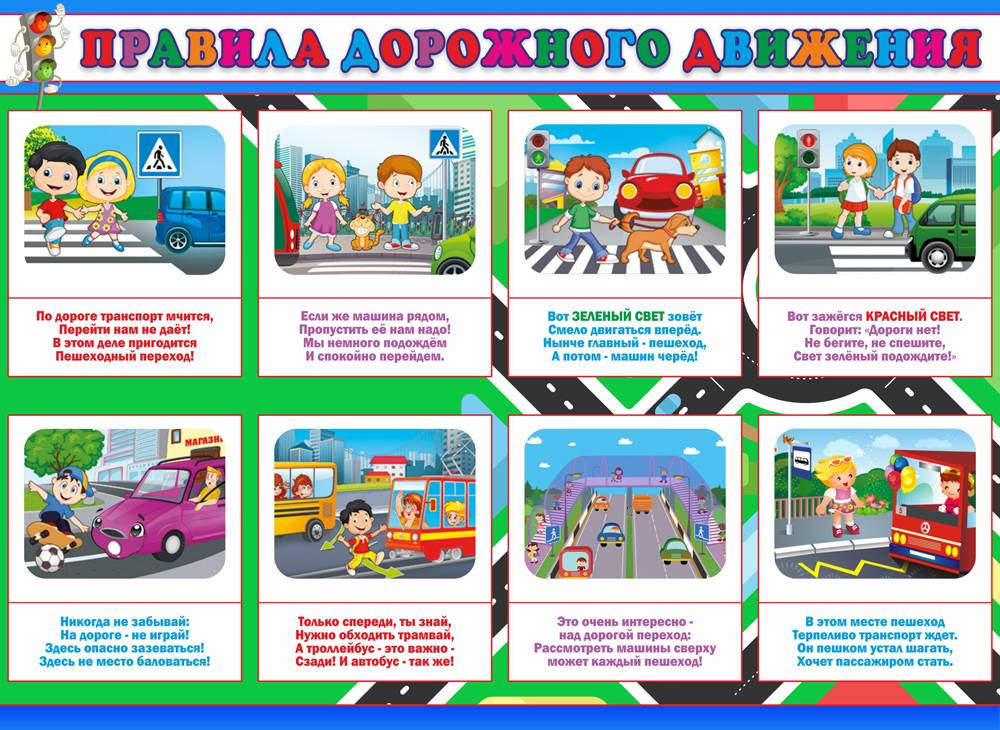 ПРАВИЛА ДОРОЖНОГО ДВИЖЕНИЯ
По дороге транспорт мчится,
Перейти нам не даёт!
В этом деле пригодится
Пешеходный переход!
Если же машина рядом,
Пропустить её нам надо!
Мы немного подождём
И спокойно перейдем.
Вот ЗЕЛЕНЫЙ СВЕТ зовёт
Смело двигаться вперёд.
Нынче главный - пешеход,
А потом - машин черёд!
Вот зажёгся КРАСНЫЙ СВЕТ.
Говорит: «Дороги нет!
Не бегите, не спешите,
Свет зелёный подождите!»
МАГАЗИН
Никогда не забывай:
На дороге - не играй!
Здесь опасно зазеваться!
Здесь не место баловаться!
Только спереди, ты знай,
Нужно обходить трамвай,
А троллейбус - это важно -
Сзади! И автобус - так же!
Это очень интересно -
над дорогой переход:
Рассмотреть машины сверху
может каждый пешеход!
В этом месте пешеход
Терпеливо транспорт ждет.
Он пешком устал шагать,
Хочет пассажиром стать.